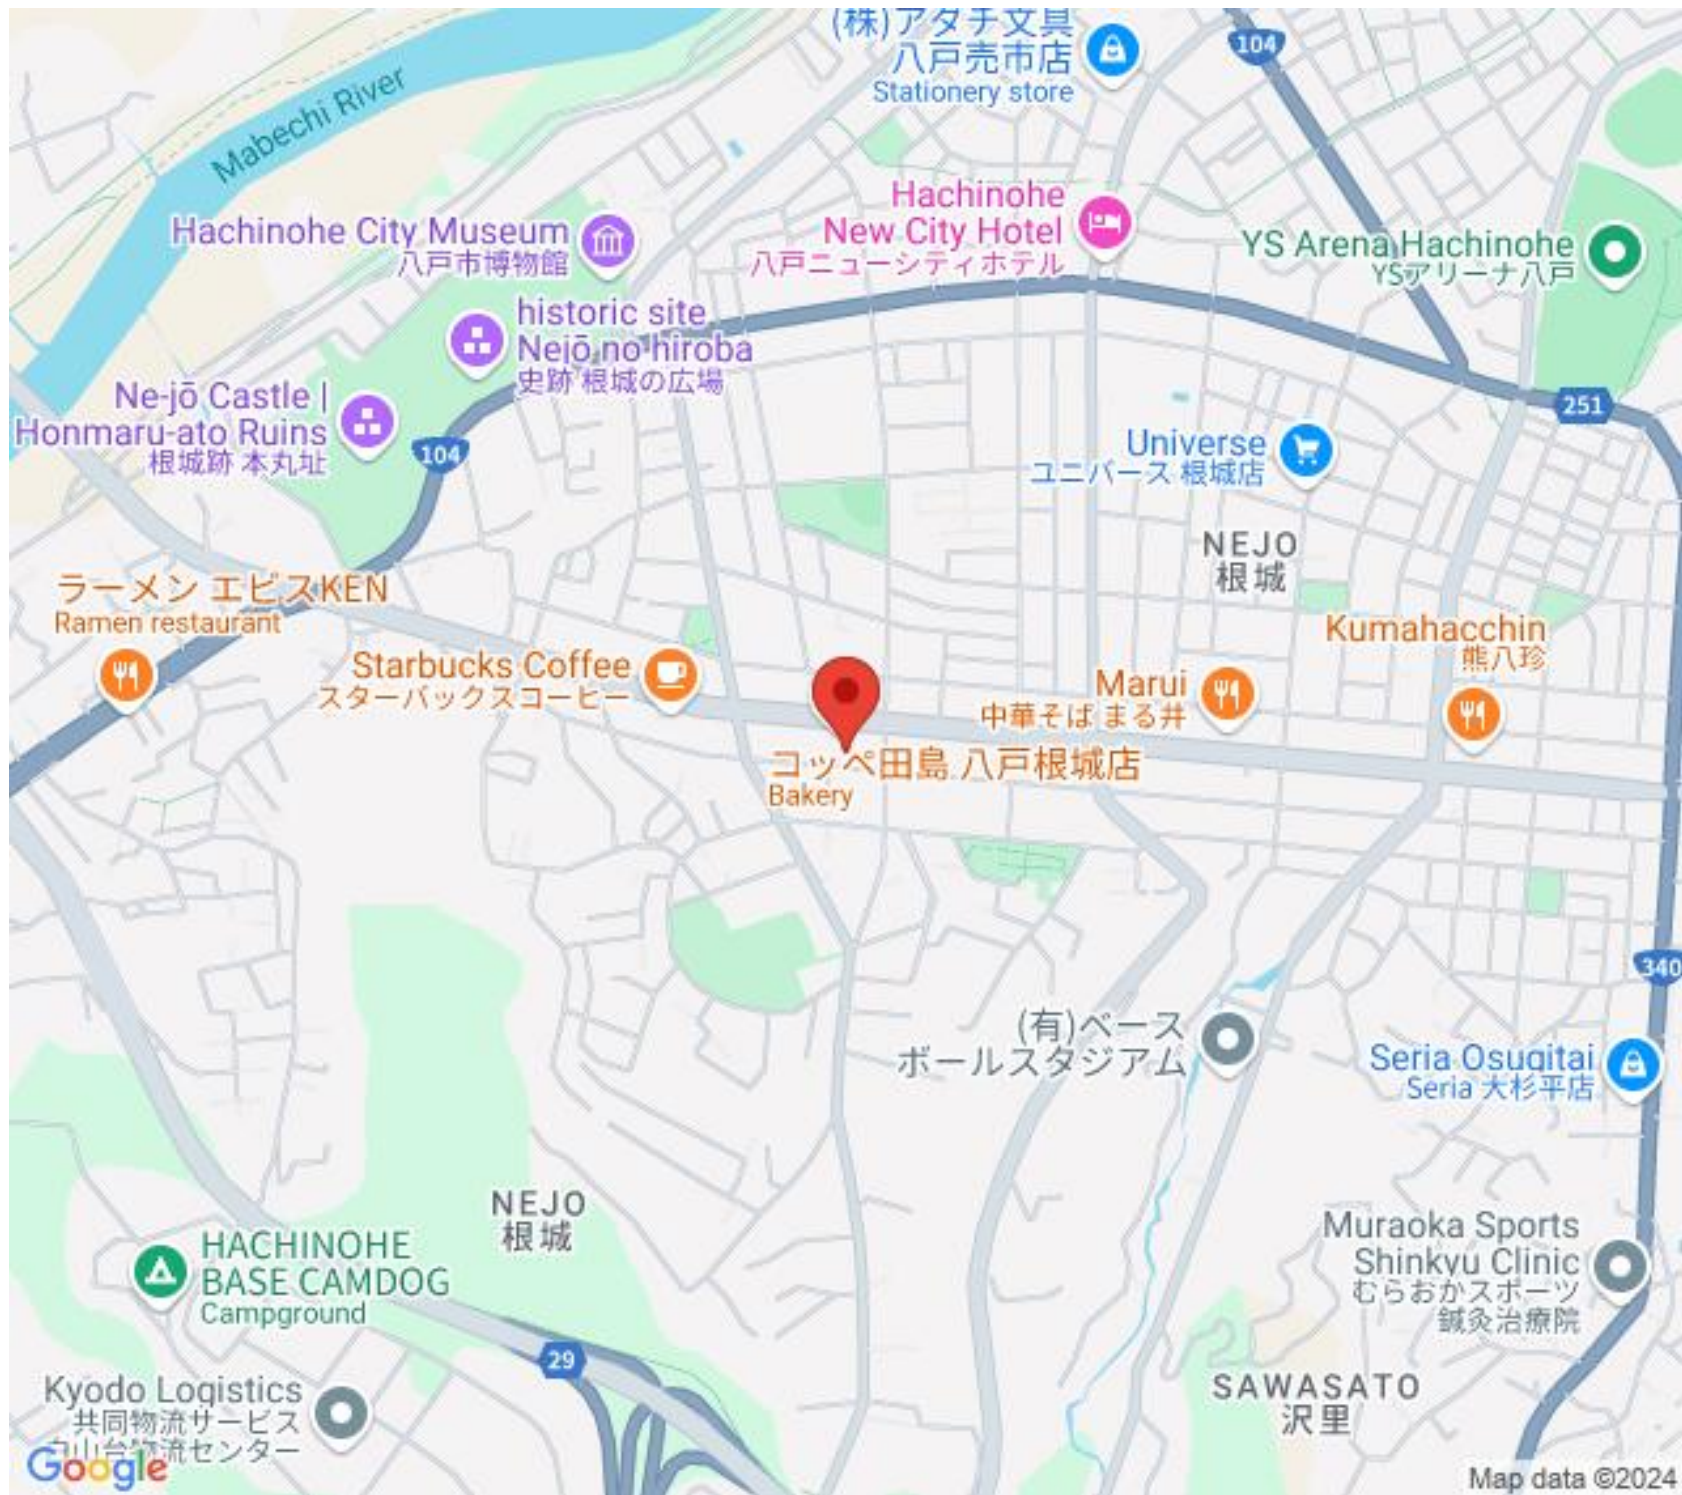 (株)アダチ文具
八戸売市店
Stationery store
104
Mabechi River
Hachinohe
New City Hotel
八戸ニューシティホテル
Hachinohe City Museum
八戸市博物館
YS Arena Hachinohe
YSアリーナ八戸
historic site
Nejō no hiroba
史跡 根城の広場
Ne-jō Castle |
Honmaru-ato Ruins
根城跡 本丸址
104
251
Universe
ユニバース 根城店
NEJO
根城
ラーメン エビスKEN
Ramen restaurant
Kumahacchin
熊八珍
Starbucks Coffee
スターバックスコーヒー
Marui
中華そば まる井
コッペ田島 八戸根城店
Bakery
340
(有)ベース
ボールスタジアム
Seria Osugitai
Seria 大杉平店
NEJO
根城
HACHINOHE
BASE CAMDOG
Campground
Muraoka Sports
Shinkyu Clinic
むらおかスポーツ
鍼灸治療院
29
Kyodo Logistics
共同物流サービス
白山台物流センター
SAWASATO
沢里
Google
Map data ©2024